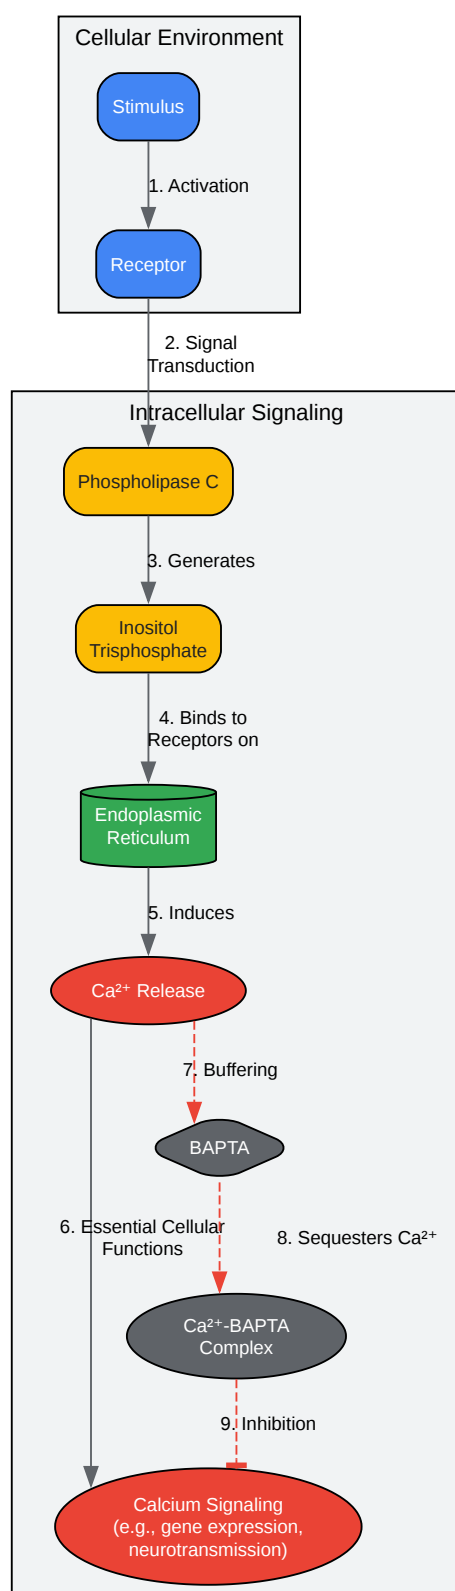 Cellular Environment
Stimulus
1. Activation
Receptor
2. Signal
Transduction
Intracellular Signaling
Phospholipase C
3. Generates
Inositol
Trisphosphate
4. Binds to
Receptors on
Endoplasmic
Reticulum
5. Induces
Ca²⁺ Release
7. Buffering
BAPTA
6. Essential Cellular
Functions
8. Sequesters Ca²⁺
Ca²⁺-BAPTA
Complex
9. Inhibition
Calcium Signaling
(e.g., gene expression,
neurotransmission)